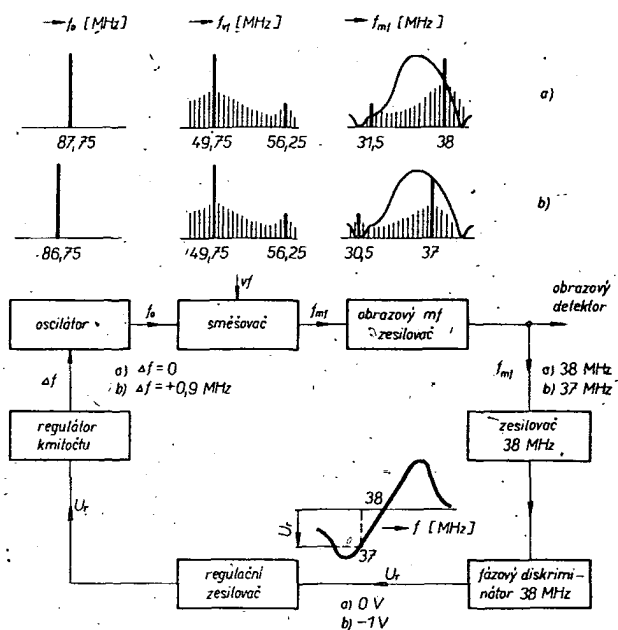 f₀ [MHz]
f_vf [MHz]
f_mf [MHz]
a)
87,75
49,75
56,25
31,5
38
b)
86,75
49,75
56,25
30,5
37
vf
obrazový
detektor
oscilátor
f₀
směšovač
f_mf
obrazový mf
zesilovač
Δf
a) Δf = 0
b) Δf = +0,9 MHz
f_mf
a) 38 MHz
b) 37 MHz
regulátor
kmitočtu
zesilovač
38 MHz
U_r
U_r
38
f [MHz]
37
regulační
zesilovač
U_r
a) 0 V
b) -1 V
fázový diskrimi-
nátor 38 MHz